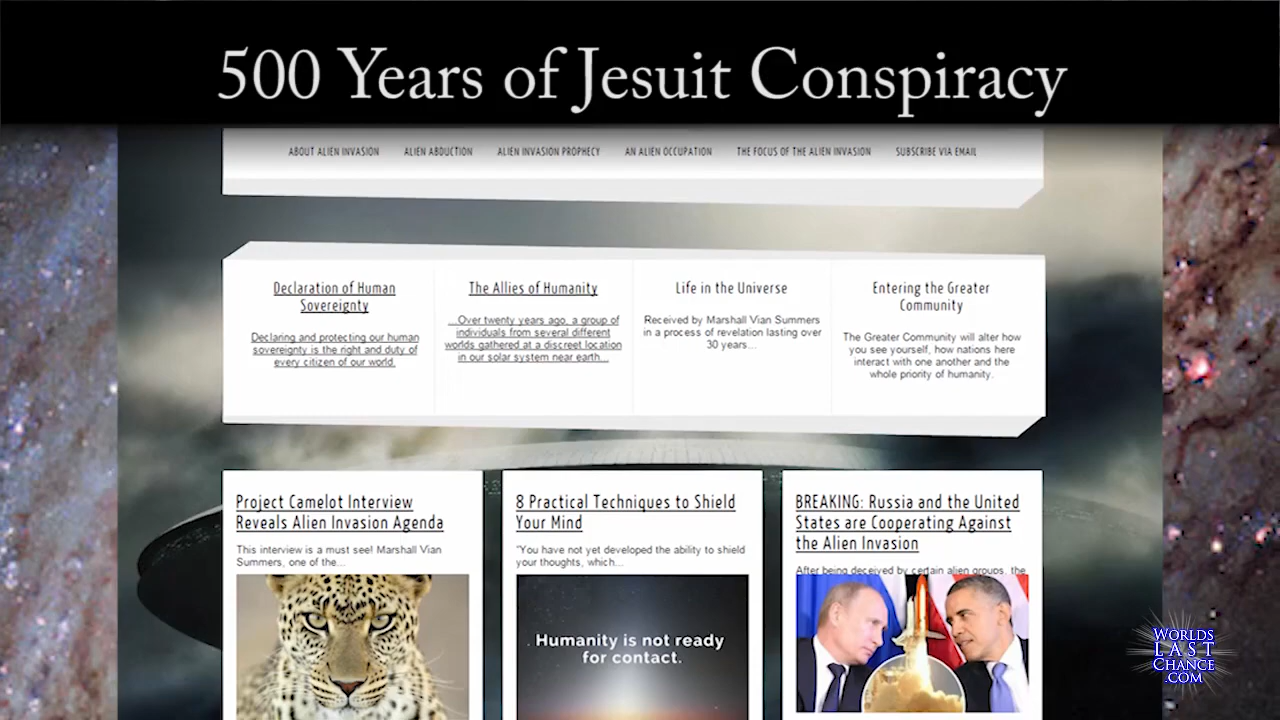 500 Years of Jesuit Conspiracy
ABOUT ALIEN INVASION ALIEN ABDUCTION ALIEN INVASION PROPHECY AN ALIEN OCCUPATION THE FOCUS OF THE ALIEN INVASION SUBSCRIBE VIA EMAIL
Declaration of Human
Sovereignty
Declaring and protecting our human
sovereignty is the right and duty of
every citizen of our world.
The Allies of Humanity
Over twenty years ago, a group of
individuals from several different
worlds gathered at a discreet location
in our solar system near earth...
Life in the Universe
Received by Marshall Vian Summers
in a process of revelation lasting over
30 years...
Entering the Greater
Community
The Greater Community will alter how
you see yourself, how nations here
interact with one another and the
whole priority of humanity.
Project Camelot Interview
Reveals Alien Invasion Agenda
This interview is a must see! Marshall Vian
Summers, one of the...
8 Practical Techniques to Shield
Your Mind
"You have not yet developed the ability to shield
your thoughts, which...
Humanity is not ready
for contact.
BREAKING: Russia and the United
States are Cooperating Against
the Alien Invasion
After being deceived by certain alien groups, the
WORLDS
LAST
CHANCE
.COM